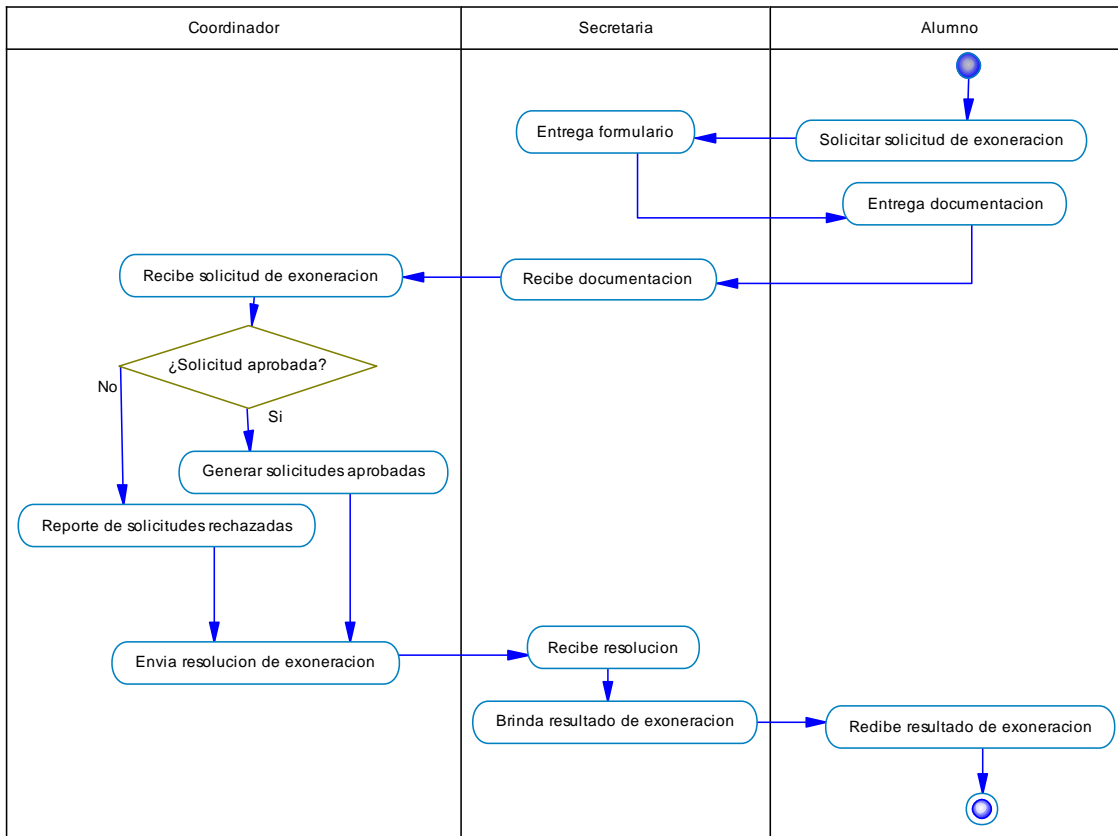 Coordinador
Secretaria
Alumno
Entrega formulario
Solicitar solicitud de exoneracion
Entrega documentacion
Recibe solicitud de exoneracion
Recibe documentacion
¿Solicitud aprobada?
No
Si
Generar solicitudes aprobadas
Reporte de solicitudes rechazadas
Envia resolucion de exoneracion
Recibe resolucion
Brinda resultado de exoneracion
Redibe resultado de exoneracion